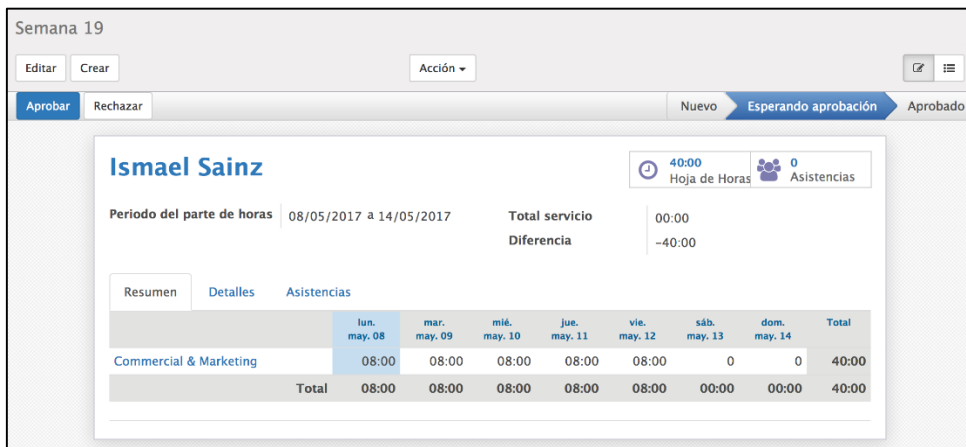 Semana 19
Editar Crear Acción
Aprobar Rechazar Nuevo Esperando aprobación Aprobado
Ismael Sainz
40:00 Hoja de Horas
0 Asistencias
Periodo del parte de horas 08/05/2017 a 14/05/2017 Total servicio 00:00
Diferencia -40:00
Resumen Detalles Asistencias
lun. may. 08 mar. may. 09 mié. may. 10 jue. may. 11 vie. may. 12 sáb. may. 13 dom. may. 14 Total
Commercial & Marketing 08:00 08:00 08:00 08:00 08:00 0 0 40:00
Total 08:00 08:00 08:00 08:00 08:00 00:00 00:00 40:00